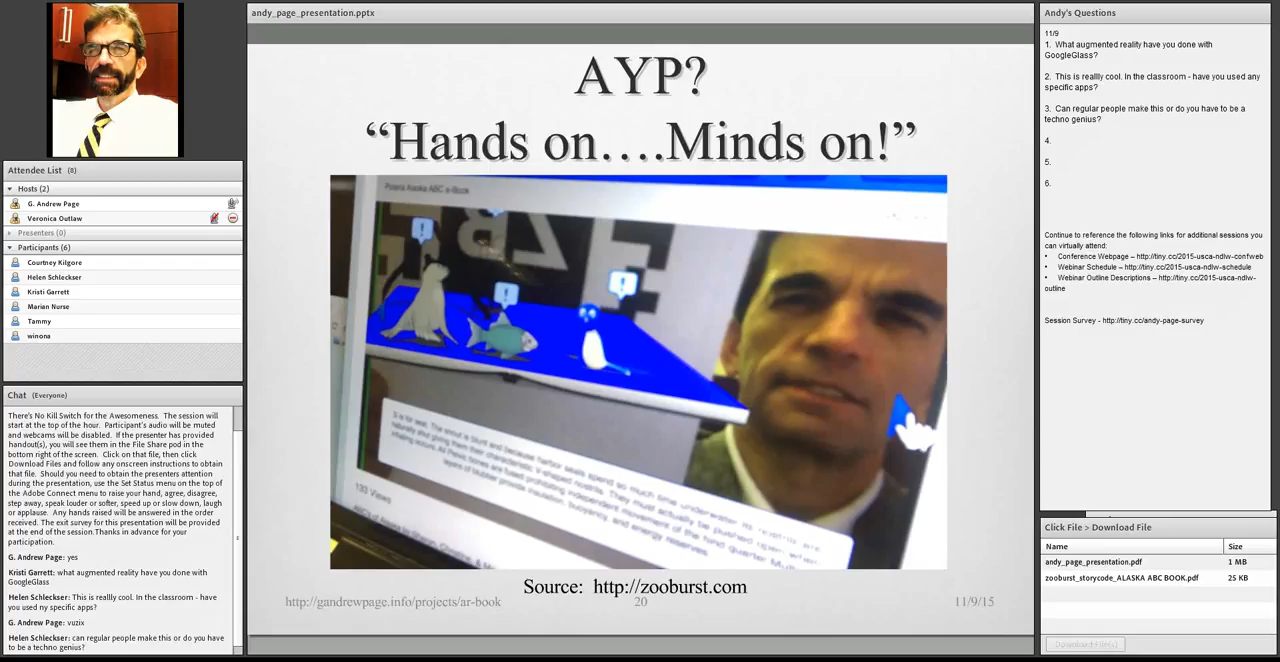 andy_page_presentation.pptx
AYP?
“Hands on….Minds on!”
Source:  http://zooburst.com
http://gandrewpage.info/projects/ar-book
20
11/9/15
Attendee List (8)
Hosts (2)
G. Andrew Page
Veronica Outlaw
Presenters (0)
Participants (6)
Courtney Kilgore
Helen Schleckser
Kristi Garrett
Marian Nurse
Tammy
winona
Chat (Everyone)
There's No Kill Switch for the Awesomeness. The session will
start at the top of the hour. Participant's audio will be muted
and webcams will be disabled. If the presenter has provided
handout(s), you will see them in the File Share pod in the
bottom right of the screen. Click on that file, then click
Download Files and follow any onscreen instructions to obtain
that file. Should you need to obtain the presenters attention
during the presentation, use the Set Status menu on the top of
the Adobe Connect menu to raise your hand, agree, disagree,
step away, speak louder or softer, speed up or slow down, laugh
or applause. Any hands raised will be answered in the order
received. The exit survey for this presentation will be provided
at the end of the session.Thanks in advance for your
participation.
G. Andrew Page: yes
Kristi Garrett: what augmented reality have you done with
GoogleGlass
Helen Schleckser: This is reallly cool. In the classroom - have
you used ny specific apps?
G. Andrew Page: vuzix
Helen Schleckser: can regular people make this or do you have
to be a techno genius?
Andy's Questions
11/9
1. What augmented reality have you done with
GoogleGlass?
2. This is reallly cool. In the classroom - have you used any
specific apps?
3. Can regular people make this or do you have to be a
techno genius?
4.
5.
6.
Continue to reference the following links for additional sessions you
can virtually attend:
• Conference Webpage – http://tiny.cc/2015-usca-ndlw-confweb
• Webinar Schedule – http://tiny.cc/2015-usca-ndlw-schedule
• Webinar Outline Descriptions – http://tiny.cc/2015-usca-ndlw-
outline
Session Survey - http://tiny.cc/andy-page-survey
Click File > Download File
Name Size
andy_page_presentation.pdf 1 MB
zooburst_storycode_ALASKA ABC BOOK.pdf 25 KB
Download File(s)